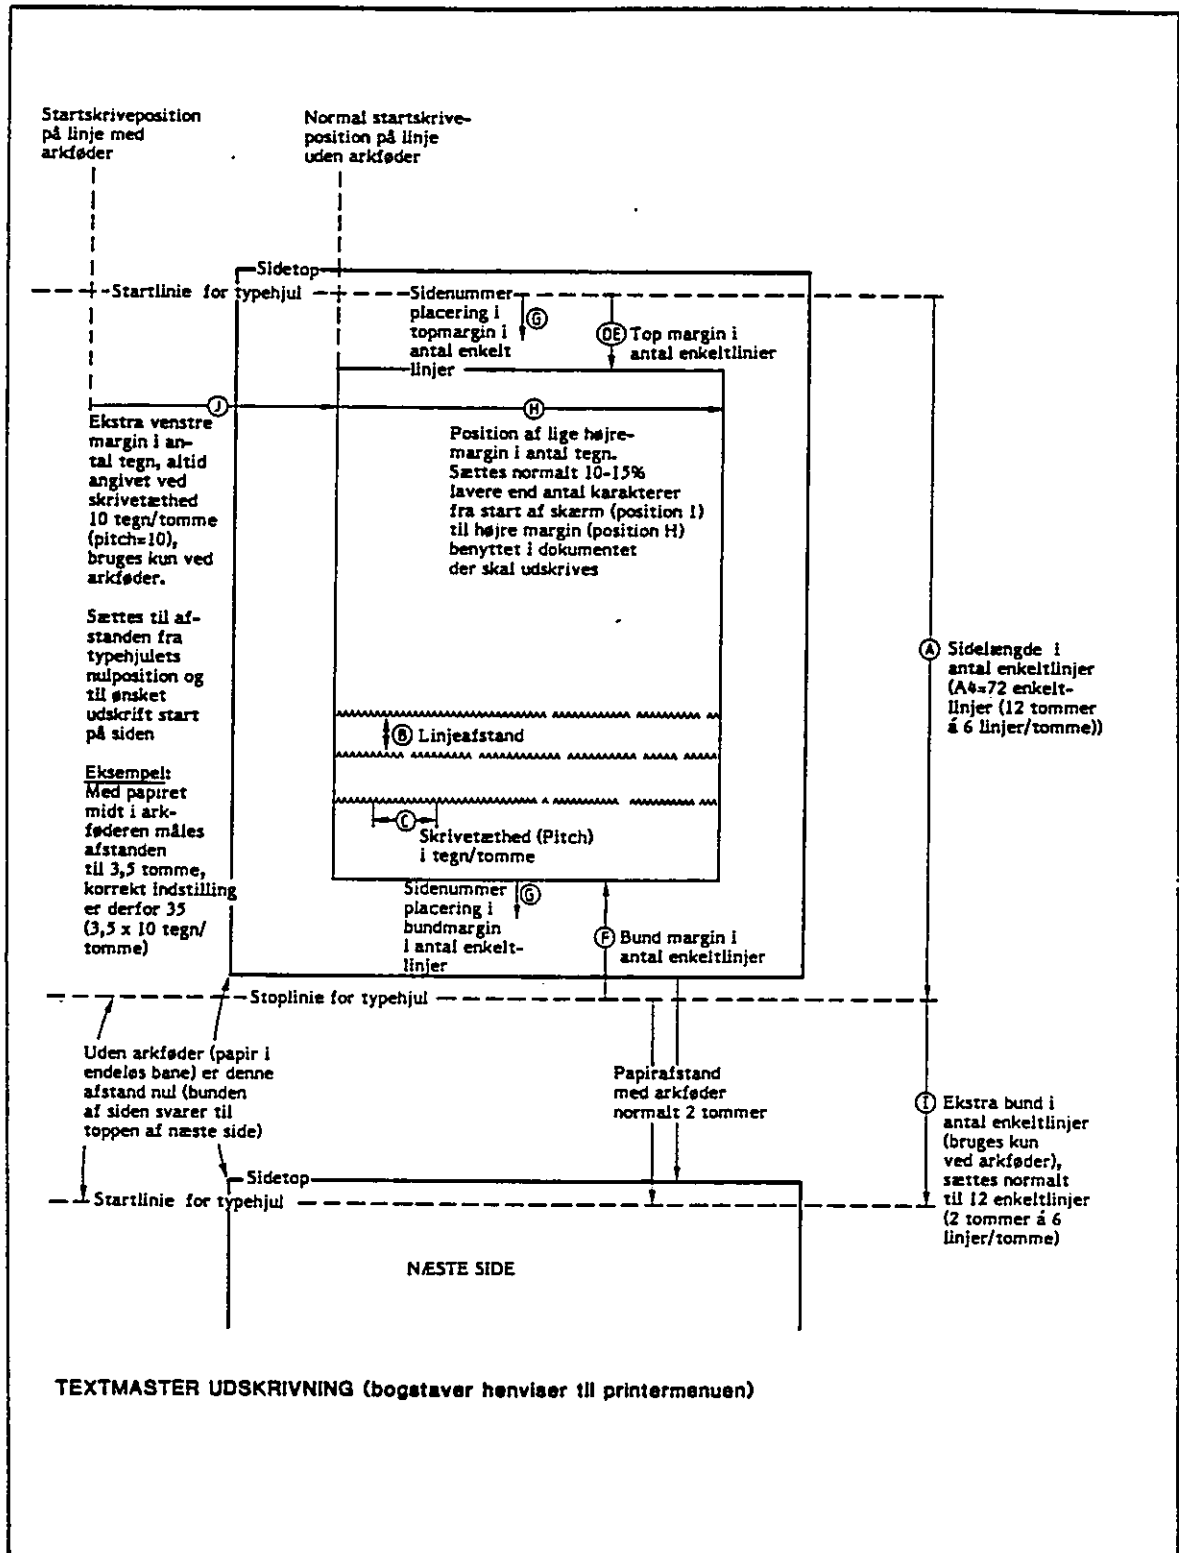 Startskriveposition
på linje med
arkføder
Normal startskrive-
position på linje
uden arkføder
Sidetop
Startlinie for typehjul
Sidenummer
placering i
topmargin i
antal enkelt
linjer
G
DE
Top margin i
antal enkeltlinier
J
Ekstra venstre
margin i an-
tal tegn, altid
angivet ved
skrivetæthed
10 tegn/tomme
(pitch=10),
bruges kun ved
arkføder.
Sættes til af-
standen fra
typehjulets
nulposition og
til ønsket
udskrift start
på siden
Eksempel:
Med papiret
midt i ark-
føderen måles
afstanden
til 3,5 tomme,
korrekt indstilling
er derfor 35
(3,5 x 10 tegn/
tomme)
H
Position af lige højre-
margin i antal tegn.
Sættes normalt 10-15%
lavere end antal karakterer
fra start af skærm (position 1)
til højre margin (position H)
benyttet i dokumentet
der skal udskrives
A
Sidelængde i
antal enkeltlinjer
(A4=72 enkelt-
linjer (12 tommer
á 6 linjer/tomme))
B
Linjeafstand
C
Skrivetæthed (Pitch)
i tegn/tomme
Sidenummer
placering i
bundmargin
i antal enkelt-
linjer
G
F
Bund margin i
antal enkeltlinjer
Stoplinie for typehjul
Uden arkføder (papir i
endeløs bane) er denne
afstand nul (bunden
af siden svarer til
toppen af næste side)
Papirafstand
med arkføder
normalt 2 tommer
I
Ekstra bund i
antal enkeltlinjer
(bruges kun
ved arkføder),
sættes normalt
til 12 enkeltlinjer
(2 tommer á 6
linjer/tomme)
Sidetop
Startlinie for typehjul
NÆSTE SIDE
TEXTMASTER UDSKRIVNING (bogstaver henviser til printermenuen)